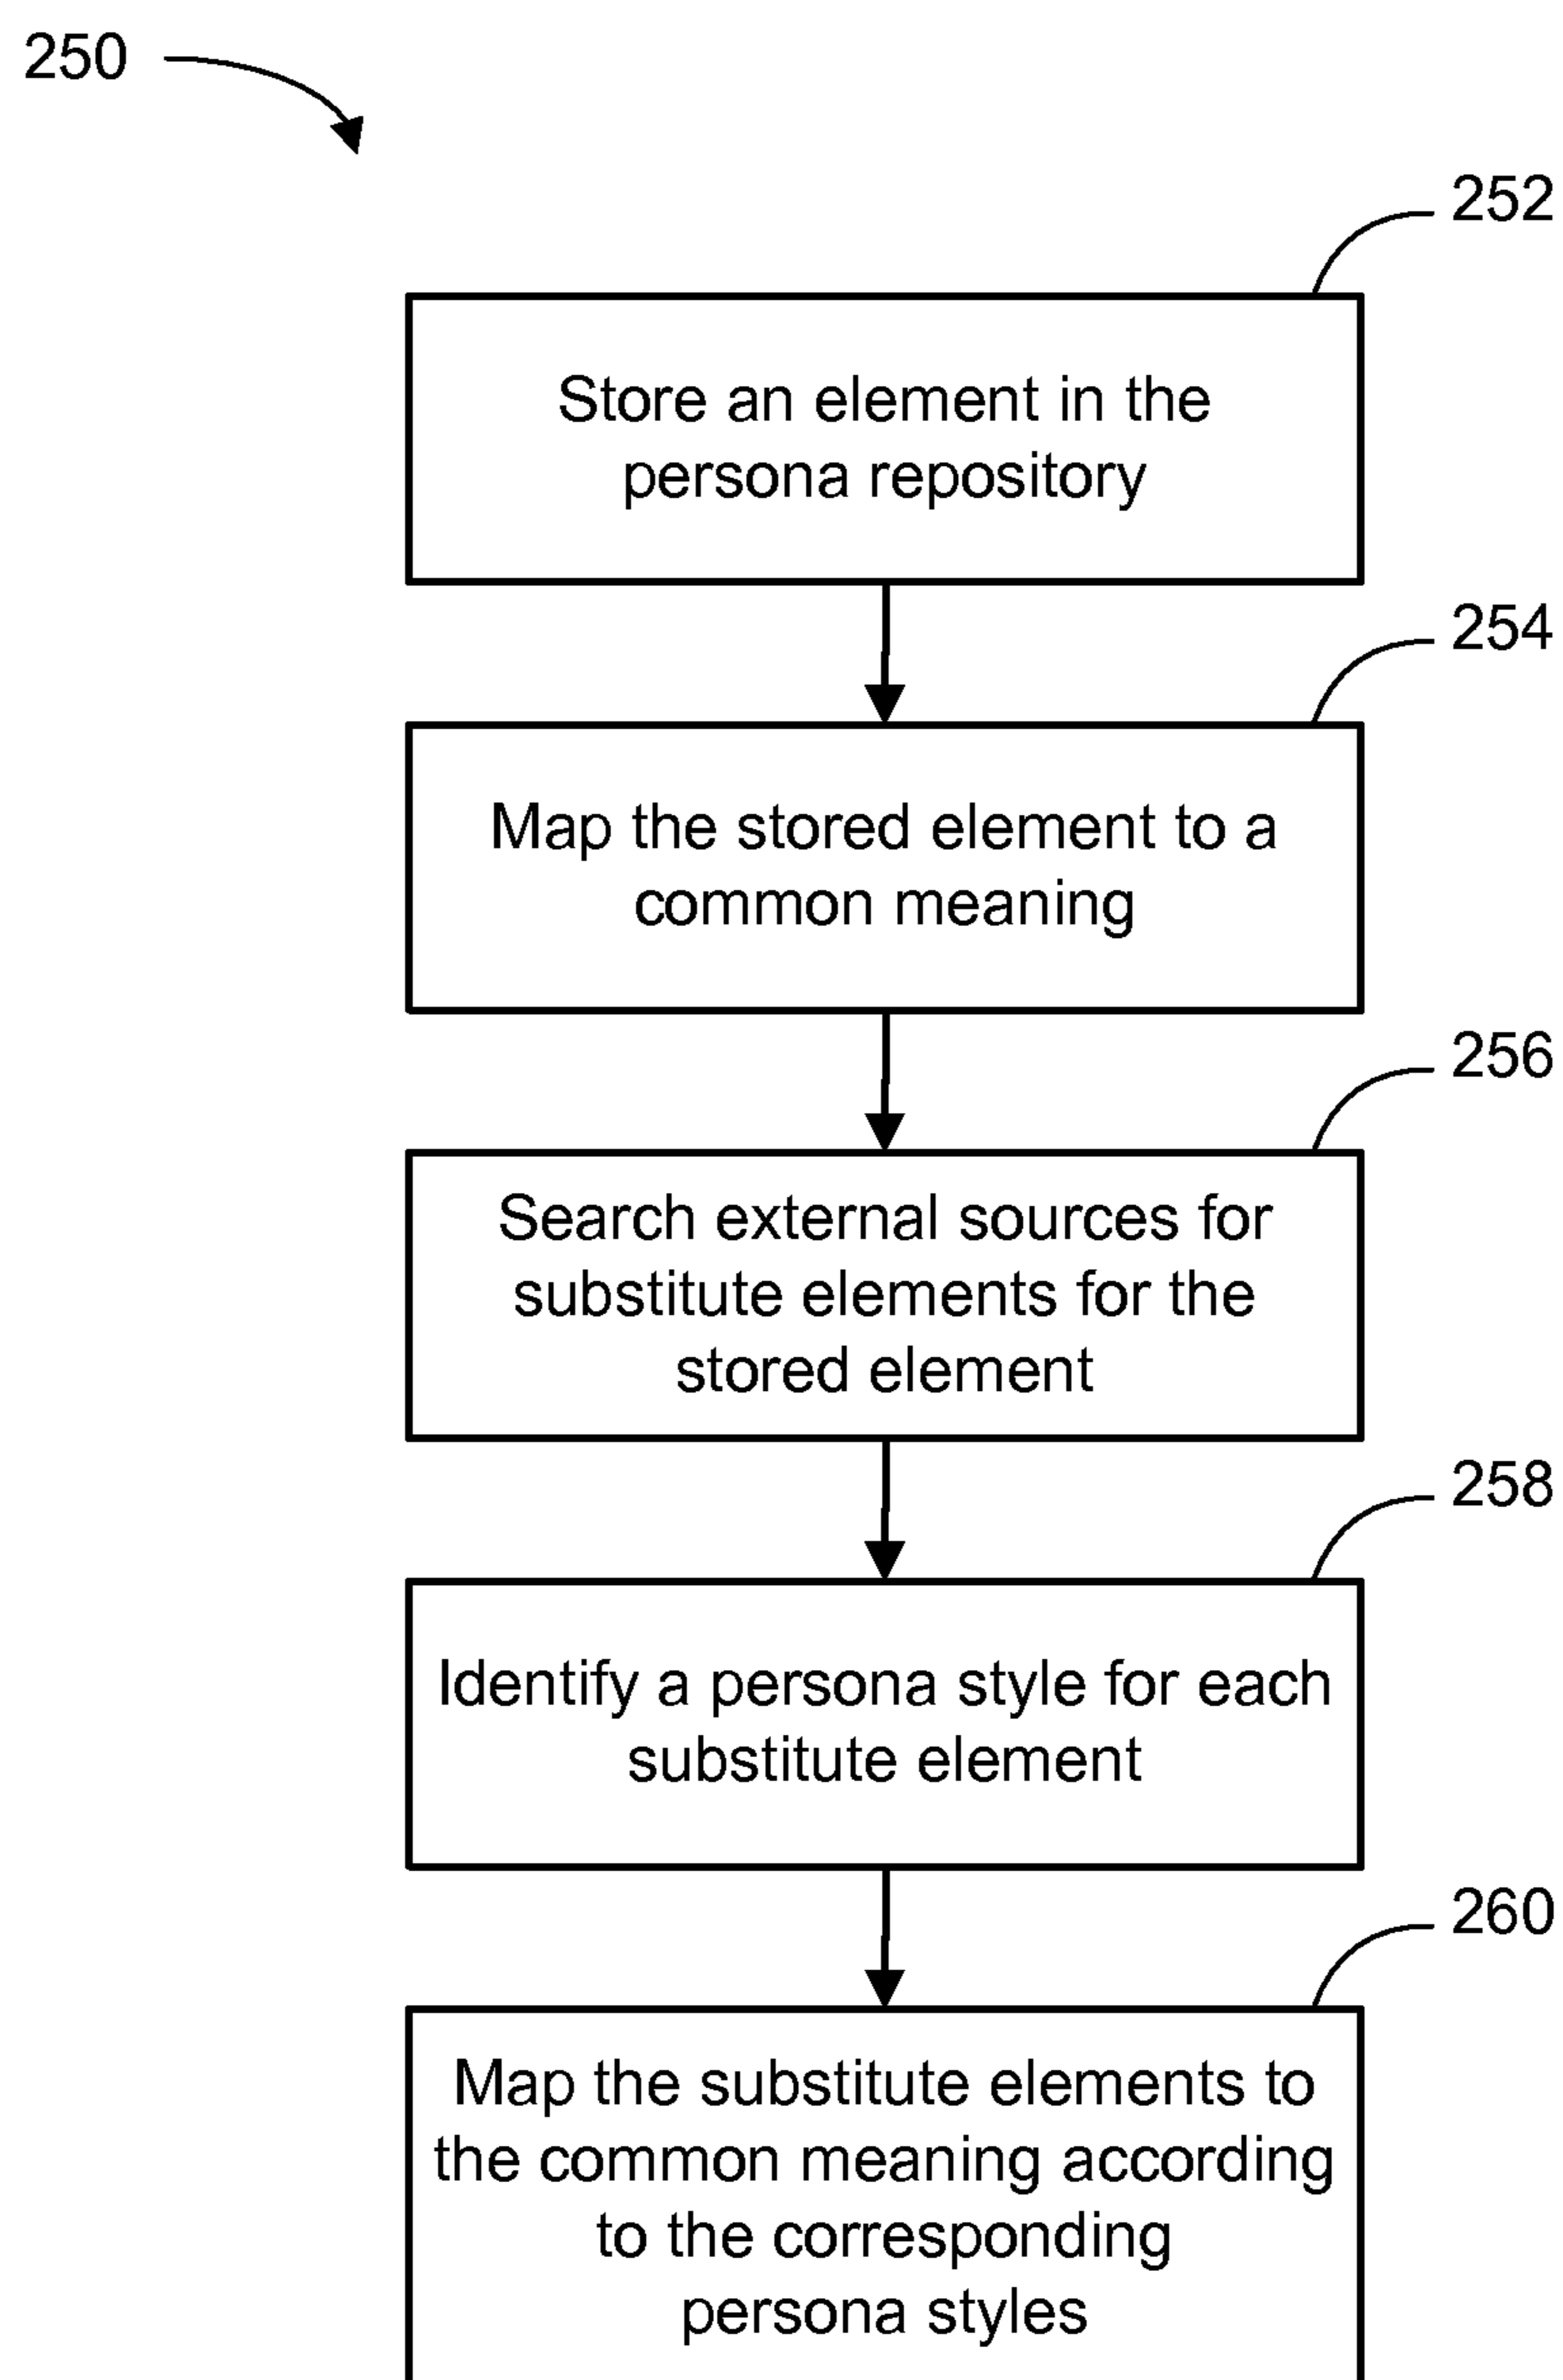 250
252
Store an element in the
persona repository
254
Map the stored element to a
common meaning
256
Search external sources for
substitute elements for the
stored element
258
Identify a persona style for each
substitute element
260
Map the substitute elements to
the common meaning according
to the corresponding
persona styles